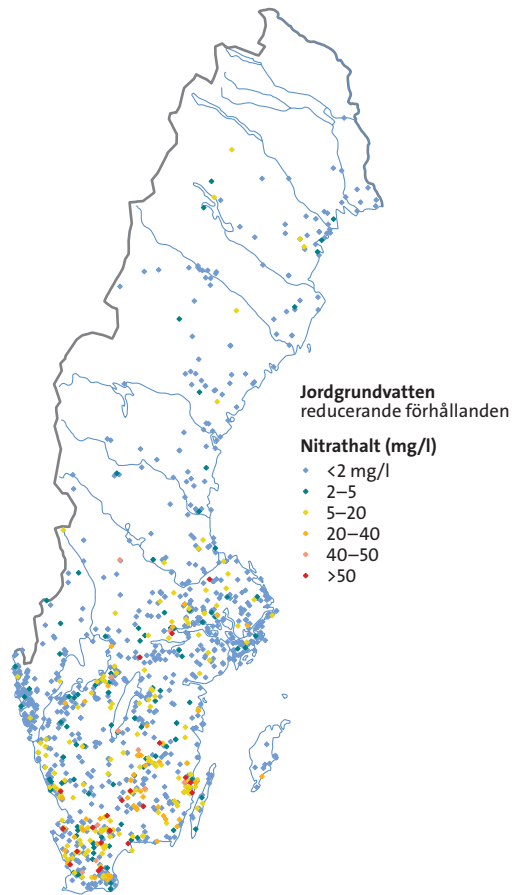 Jordgrundvatten
reducerande förhållanden
Nitrathalt (mg/l)
<2 mg/l
2–5
5–20
20–40
40–50
>50